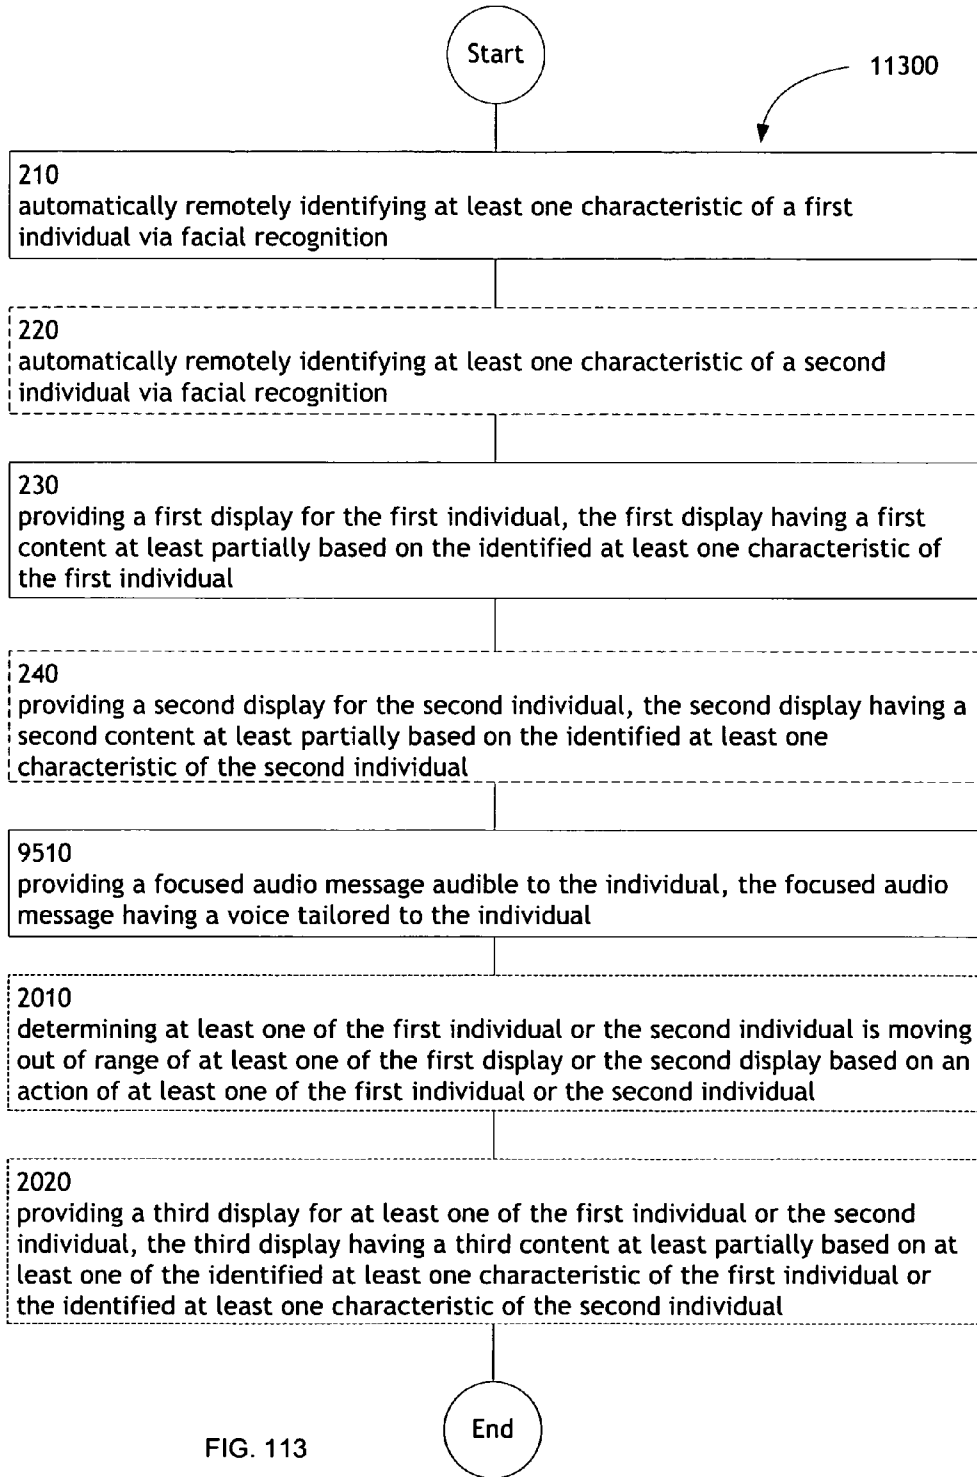 Start
11300
210
automatically remotely identifying at least one characteristic of a first
individual via facial recognition
220
automatically remotely identifying at least one characteristic of a second
individual via facial recognition
230
providing a first display for the first individual, the first display having a first
content at least partially based on the identified at least one characteristic of
the first individual
240
providing a second display for the second individual, the second display having a
second content at least partially based on the identified at least one
characteristic of the second individual
9510
providing a focused audio message audible to the individual, the focused audio
message having a voice tailored to the individual
2010
determining at least one of the first individual or the second individual is moving
out of range of at least one of the first display or the second display based on an
action of at least one of the first individual or the second individual
2020
providing a third display for at least one of the first individual or the second
individual, the third display having a third content at least partially based on at
least one of the identified at least one characteristic of the first individual or
the identified at least one characteristic of the second individual
End
FIG. 113